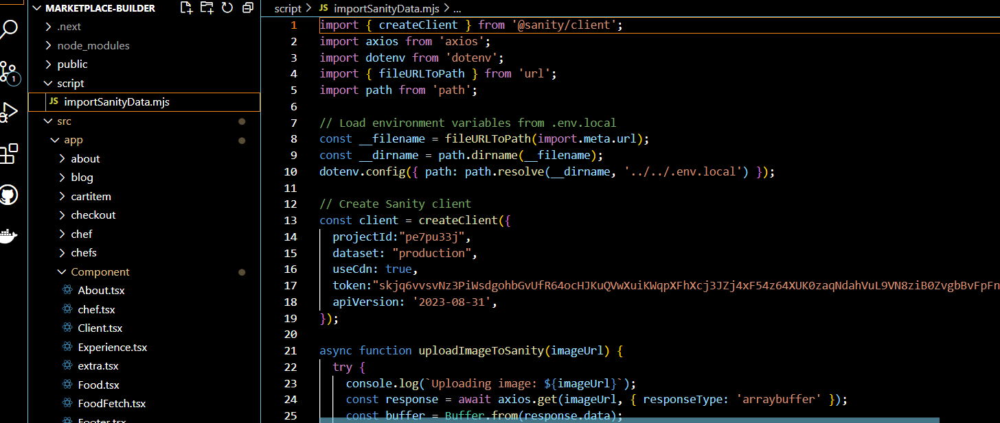 MARKETPLACE-BUILDER
.next
node_modules
public
script
JS importSanityData.mjs
src
app
about
blog
cartitem
checkout
chef
chefs
Component
About.tsx
chef.tsx
Client.tsx
Experience.tsx
extra.tsx
Food.tsx
FoodFetch.tsx
Footer.tsx
1
script > JS importSanityData.mjs > ...
1 import { createClient } from '@sanity/client';
2 import axios from 'axios';
3 import dotenv from 'dotenv';
4 import { fileURLToPath } from 'url';
5 import path from 'path';
6
7 // Load environment variables from .env.local
8 const __filename = fileURLToPath(import.meta.url);
9 const __dirname = path.dirname(__filename);
10 dotenv.config({ path: path.resolve(__dirname, '../../.env.local') });
11
12 // Create Sanity client
13 const client = createClient({
14 projectId:"pe7pu33j",
15 dataset: "production",
16 useCdn: true,
17 token:"skjq6vvsvNz3PiWsdgohbGvUfR64ocHJKuQVwXuiKWqpXFhXcj3JZj4xF54z64XUK0zaqNdahVuL9VN8ziB0ZvgbBvFpFn
18 apiVersion: '2023-08-31',
19 });
20
21 async function uploadImageToSanity(imageUrl) {
22 try {
23 console.log(`Uploading image: ${imageUrl}`);
24 const response = await axios.get(imageUrl, { responseType: 'arraybuffer' });
25 const buffer = Buffer.from(response.data);